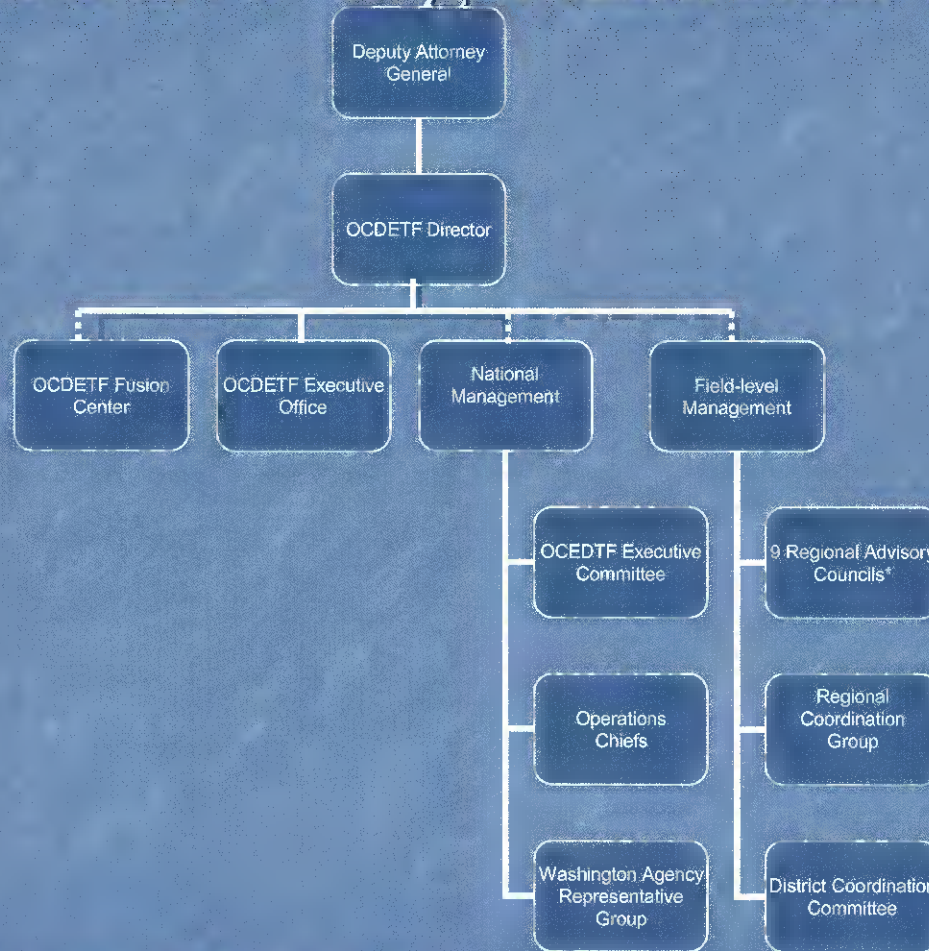 Deputy Attorney
General
OCDETF Director
OCDETF Fusion
Center
OCDETF Executive
Office
National
Management
Field-level
Management
OCEDTF Executive
Committee
9 Regional Advisory
Councils*
Operations
Chiefs
Regional
Coordination
Group
Washington Agency
Representative
Group
District Coordination
Committee